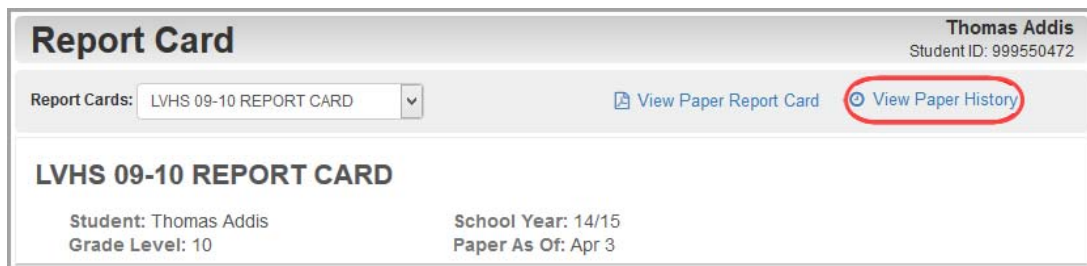 Report Card
Thomas Addis
Student ID: 999550472
Report Cards: LVHS 09-10 REPORT CARD View Paper Report Card View Paper History
LVHS 09-10 REPORT CARD
Student: Thomas Addis School Year: 14/15
Grade Level: 10 Paper As Of: Apr 3